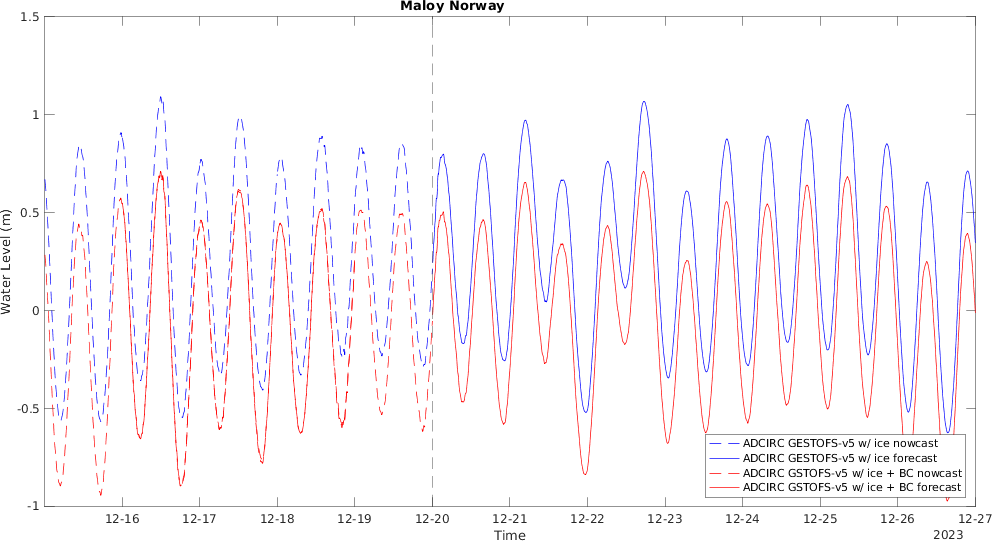 Maloy Norway
1.5
1
0.5
0
-0.5
-1
Water Level (m)
12-16 12-17 12-18 12-19 12-20 12-21 12-22 12-23 12-24 12-25 12-26 12-27
Time
2023
ADCIRC GESTOFS-v5 w/ ice nowcast
ADCIRC GESTOFS-v5 w/ ice forecast
ADCIRC GSTOFS-v5 w/ ice + BC nowcast
ADCIRC GSTOFS-v5 w/ ice + BC forecast